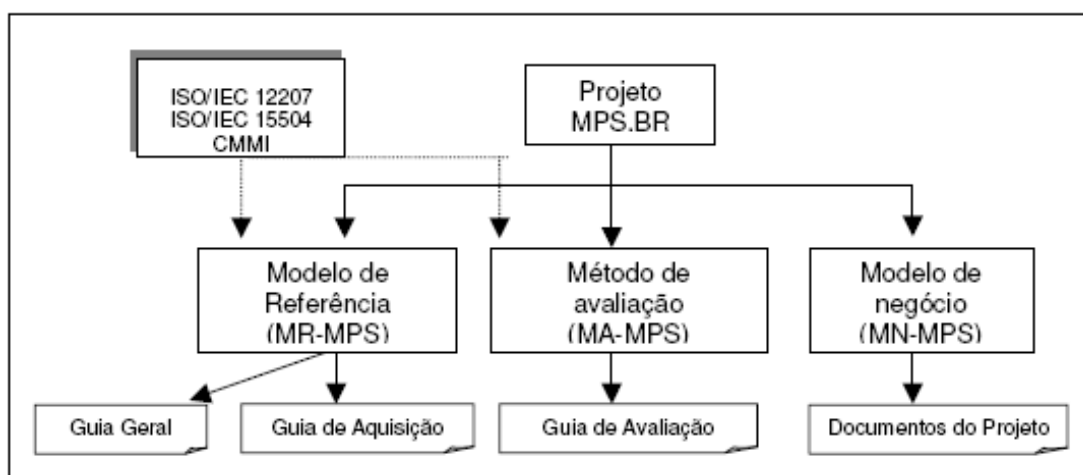 ISO/IEC 12207
ISO/IEC 15504
CMMI
Projeto
MPS.BR
Modelo de
Referência
(MR-MPS)
Método de
avaliação
(MA-MPS)
Modelo de
negócio
(MN-MPS)
Guia Geral
Guia de Aquisição
Guia de Avaliação
Documentos do Projeto